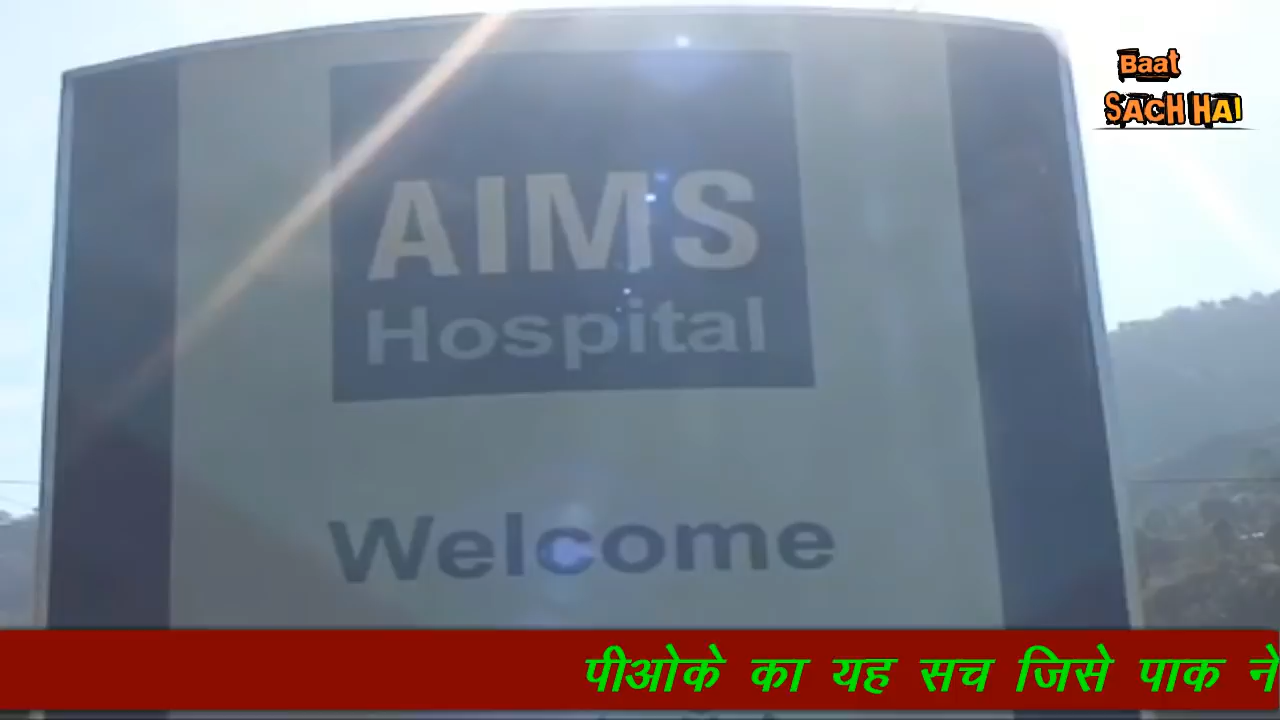 Baat
SACH HAI
AIMS
Hospital
Welcome
पीओके का यह सच जिसे पाक ने